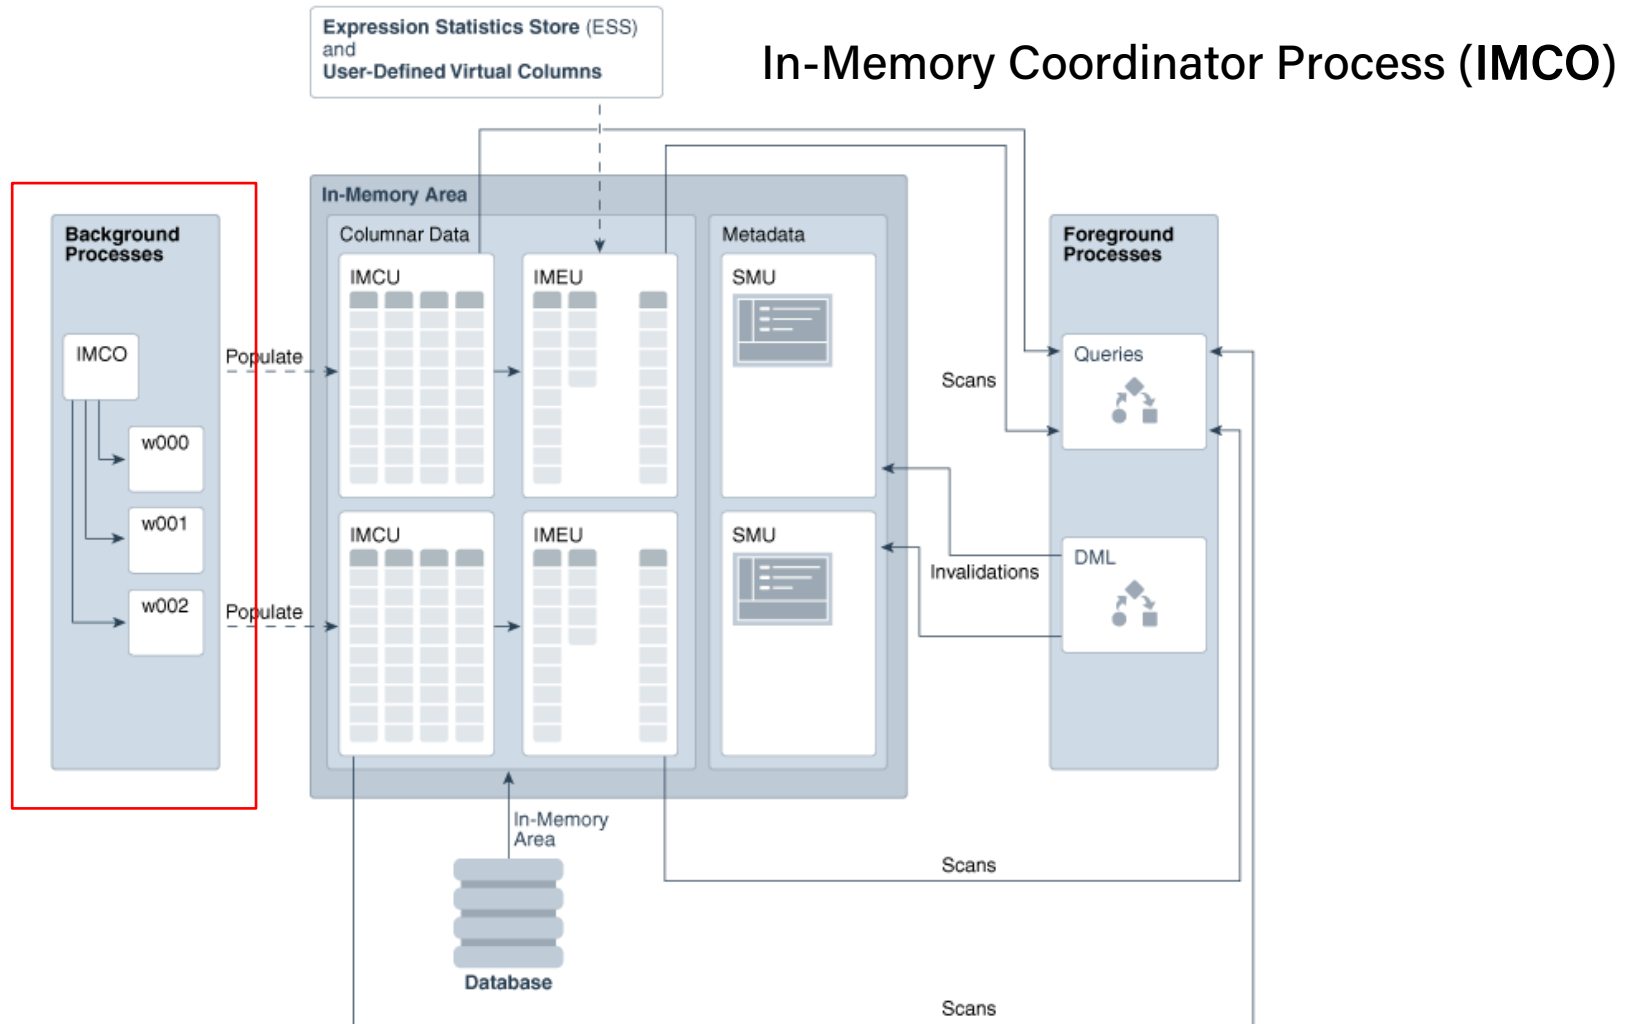 Expression Statistics Store (ESS)
and
User-Defined Virtual Columns
In-Memory Coordinator Process (IMCO)
Background
Processes
IMCO
w000
w001
w002
Populate
Populate
In-Memory Area
Columnar Data
IMCU
IMEU
IMCU
IMEU
Metadata
SMU
SMU
Scans
Invalidations
Foreground
Processes
Queries
DML
In-Memory
Area
Database
Scans
Scans